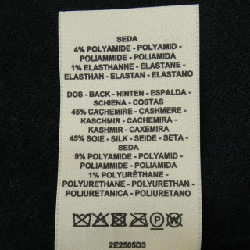 SEDA
4% POLYAMIDE - POLYAMID -
POLIAMMIDE - POLIAMIDA
1% ELASTHANNE - ELASTANE -
ELASTHAN - ELASTAN - ELASTANO
DOS - BACK - HINTEN - ESPALDA -
SCHIENA - COSTAS
45% CACHEMIRE - CASHMERE -
KASCHMIR - CACHEMIRA -
KASHMIR - CAXEMIRA
45% SOIE - SILK - SEIDE - SETA -
SEDA
9% POLYAMIDE - POLYAMID -
POLIAMMIDE - POLIAMIDA
1% POLYURÉTHANE -
POLYURETHAN - POLYURETHANE -
POLIURETANICA - POLIURETANO
2E2505D3